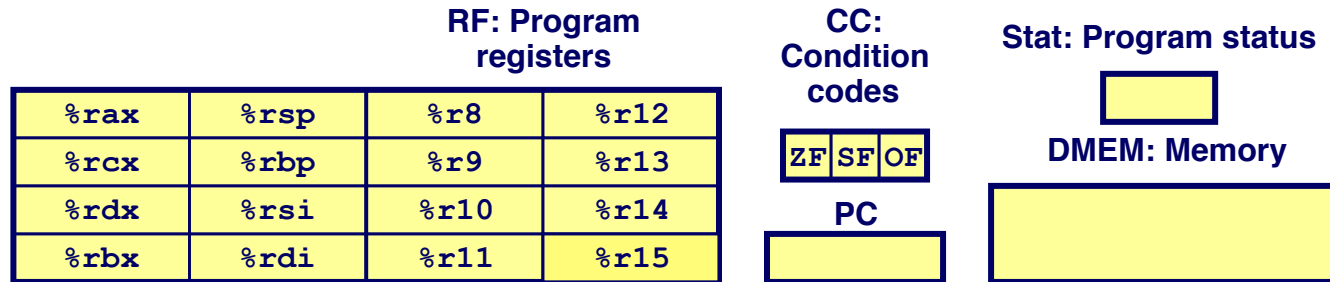 RF: Program
registers
%rax %rsp %r8 %r12
%rcx %rbp %r9 %r13
%rdx %rsi %r10 %r14
%rbx %rdi %r11 %r15
CC:
Condition
codes
ZF SF OF
PC
Stat: Program status
DMEM: Memory